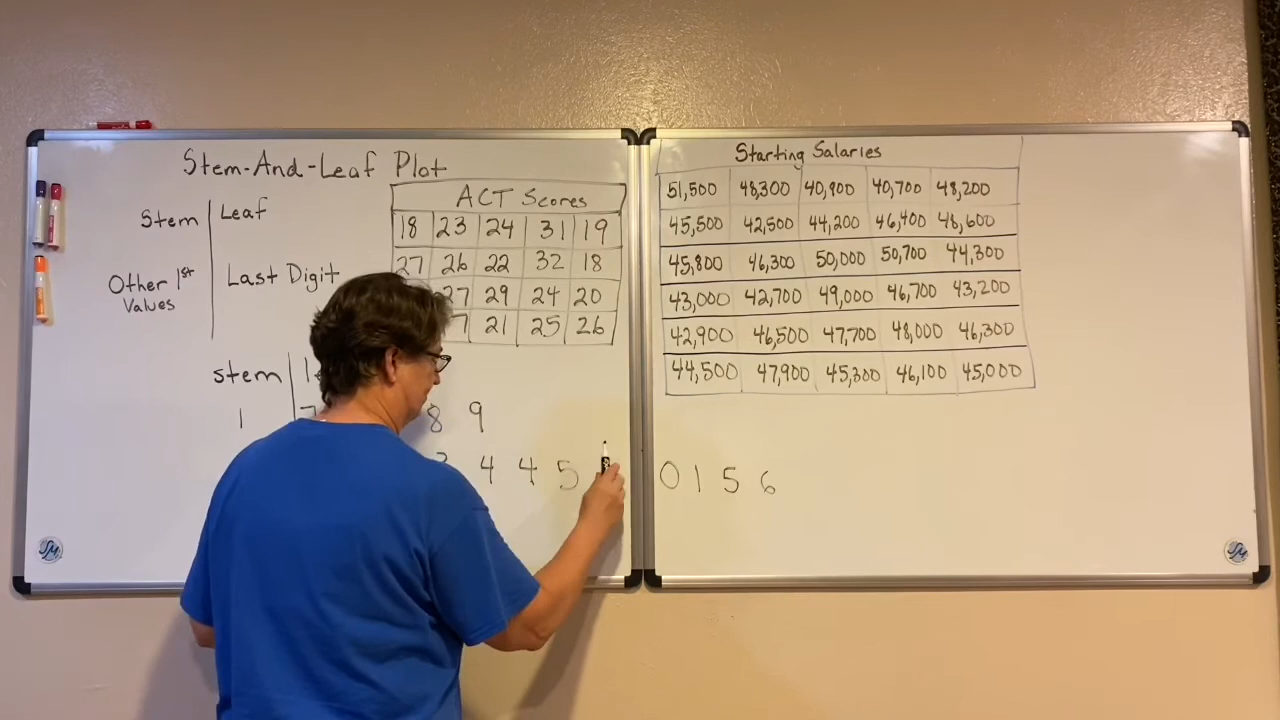 Stem-And-Leaf Plot
Stem Leaf
Other 1st Values Last Digit
ACT Scores
18 23 24 31 19
27 26 22 32 18
27 29 24 20
7 21 25 26
stem
1 8 9
4 4 5 0 1 5 6
Starting Salaries
51,500 48,300 40,900 40,700 48,200
45,500 42,500 44,200 46,400 48,600
45,800 46,300 50,000 50,700 44,300
43,000 42,700 49,000 46,700 43,200
42,900 46,500 47,700 48,000 46,300
44,500 47,900 45,300 46,100 45,000
SM
SM